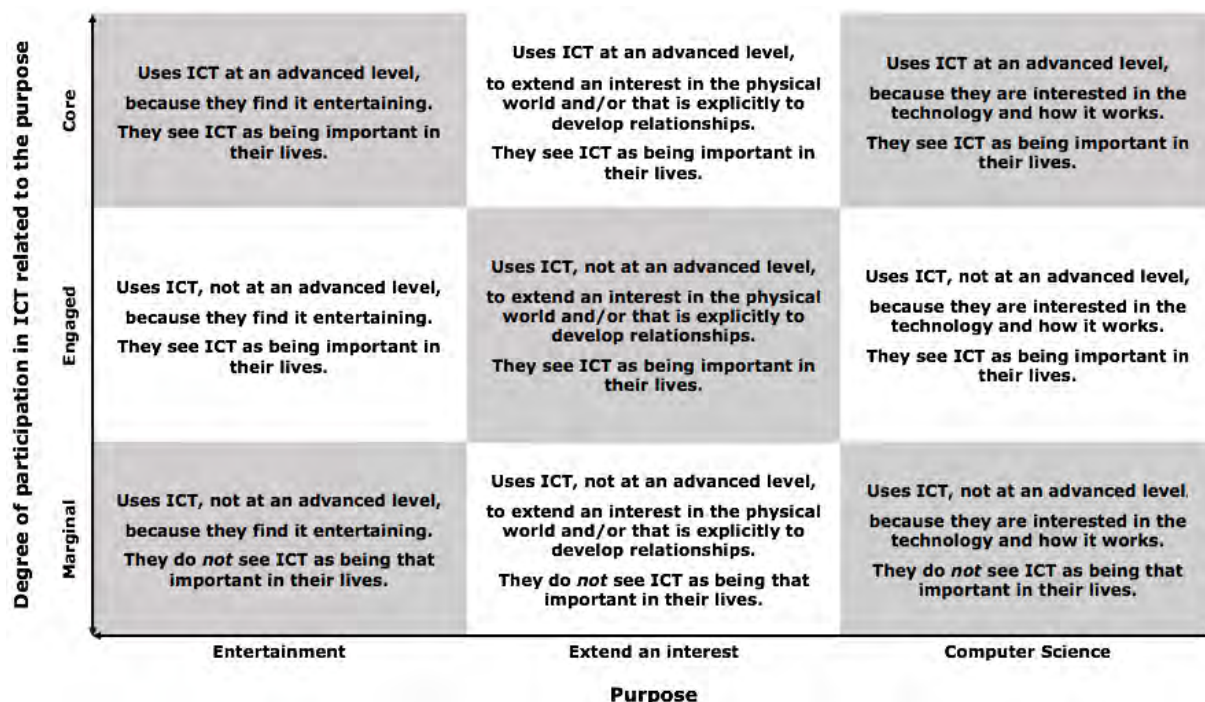 Degree of participation in ICT related to the purpose
Core
Uses ICT at an advanced level,
because they find it entertaining.
They see ICT as being important in
their lives.
Uses ICT at an advanced level,
to extend an interest in the physical
world and/or that is explicitly to
develop relationships.
They see ICT as being important in
their lives.
Uses ICT at an advanced level,
because they are interested in the
technology and how it works.
They see ICT as being important in
their lives.
Engaged
Uses ICT, not at an advanced level,
because they find it entertaining.
They see ICT as being important in
their lives.
Uses ICT, not at an advanced level,
to extend an interest in the physical
world and/or that is explicitly to
develop relationships.
They see ICT as being important in
their lives.
Uses ICT, not at an advanced level,
because they are interested in the
technology and how it works.
They see ICT as being important in
their lives.
Marginal
Uses ICT, not at an advanced level,
because they find it entertaining.
They do not see ICT as being that
important in their lives.
Uses ICT, not at an advanced level,
to extend an interest in the physical
world and/or that is explicitly to
develop relationships.
They do not see ICT as being that
important in their lives.
Uses ICT, not at an advanced level.
because they are interested in the
technology and how it works.
They do not see ICT as being that
important in their lives.
Entertainment
Extend an interest
Computer Science
Purpose